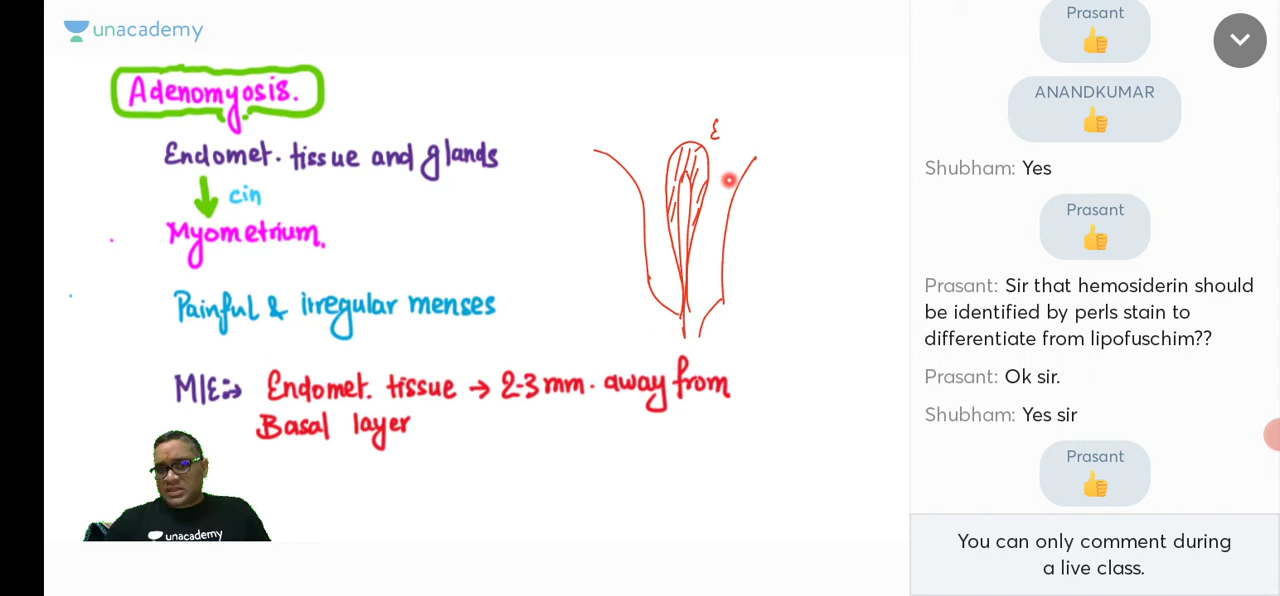 unacademy
Adenomyosis.
Endomet. tissue and glands
cin
Myometrium.
Painful & irregular menses
M/E:→ Endomet. tissue → 2-3 mm. away from
Basal layer
ε
unacademy
Prasant
👍
ANANDKUMAR
👍
Shubham: Yes
Prasant
👍
Prasant: Sir that hemosiderin should
be identified by perls stain to
differentiate from lipofuschim??
Prasant: Ok sir.
Shubham: Yes sir
Prasant
👍
You can only comment during
a live class.